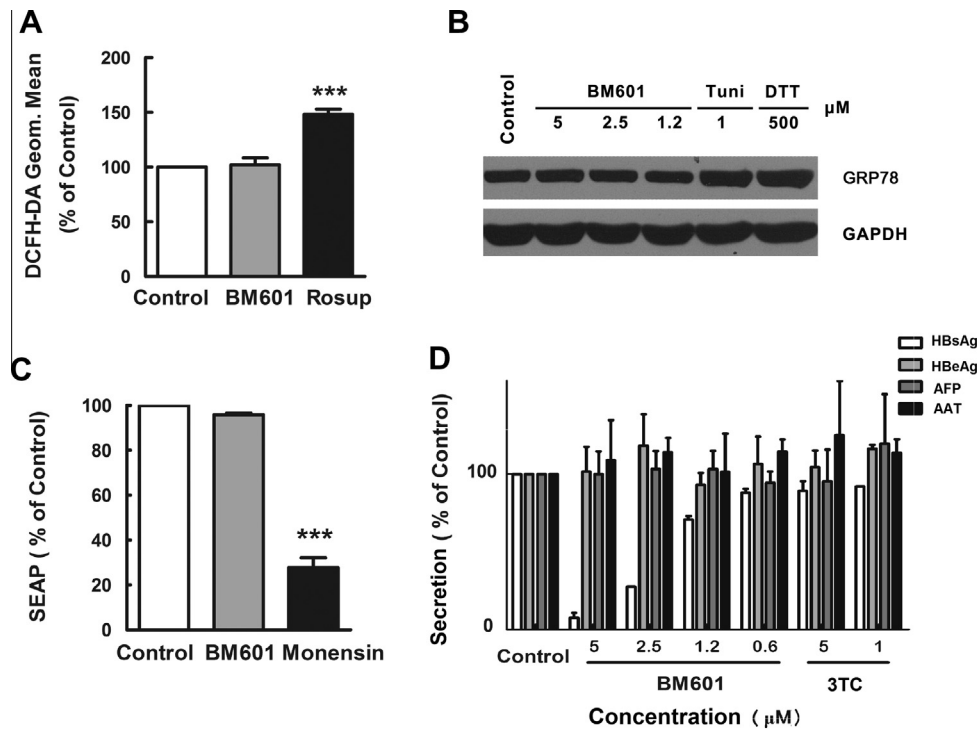 A
DCFH-DA Geom. Mean
(% of Control)
200
150
100
50
0
***
Control BM601 Rosup
B
Control BM601 Tuni DTT
5 2.5 1.2 1 500 μM
GRP78
GAPDH
C
SEAP ( % of Control)
100
80
60
40
20
0
***
Control BM601 Monensin
D
HBsAg
HBeAg
AFP
AAT
Secretion ( % of Control)
100
0
Control 5 2.5 1.2 0.6 5 1
BM601 3TC
Concentration ( μM)